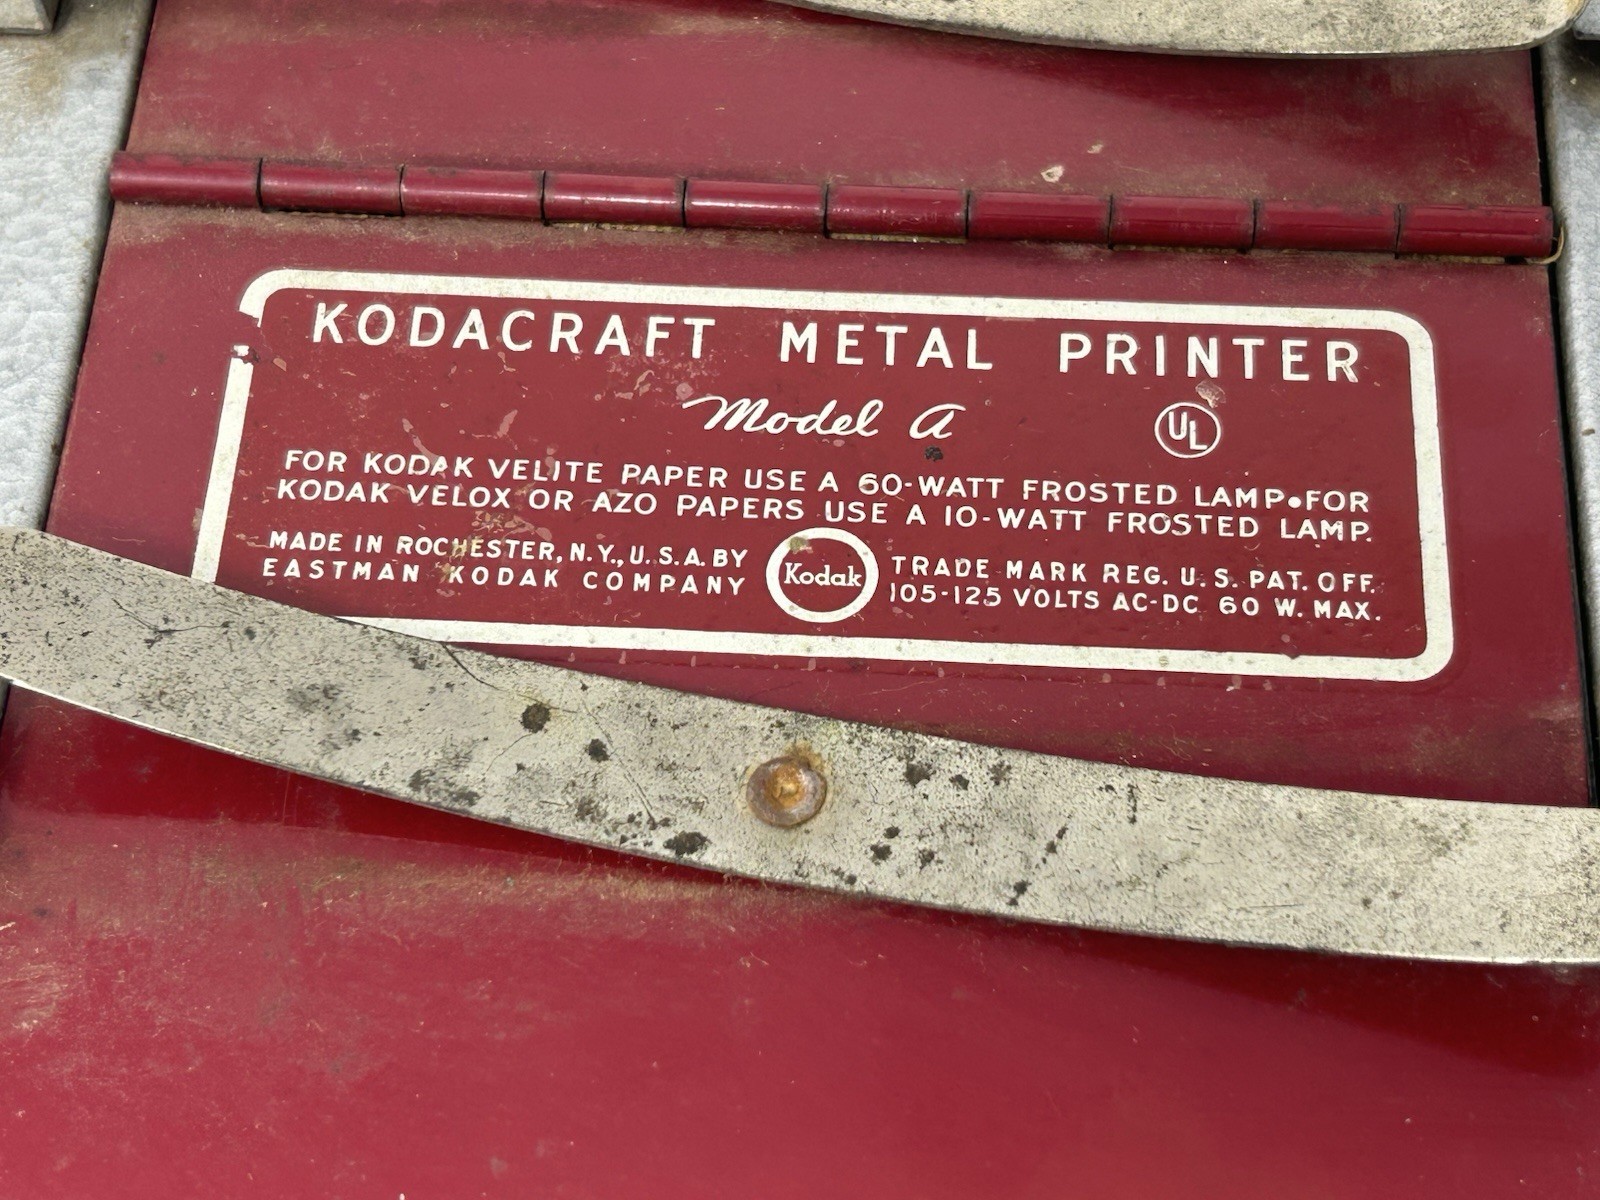 KODACRAFT METAL PRINTER
Model A UL
FOR KODAK VELITE PAPER USE A 60-WATT FROSTED LAMP•FOR
KODAK VELOX OR AZO PAPERS USE A 10-WATT FROSTED LAMP.
MADE IN ROCHESTER, N.Y., U.S.A. BY
EASTMAN KODAK COMPANY
Kodak
TRADE MARK REG. U.S. PAT. OFF.
105-125 VOLTS AC-DC 60 W. MAX.